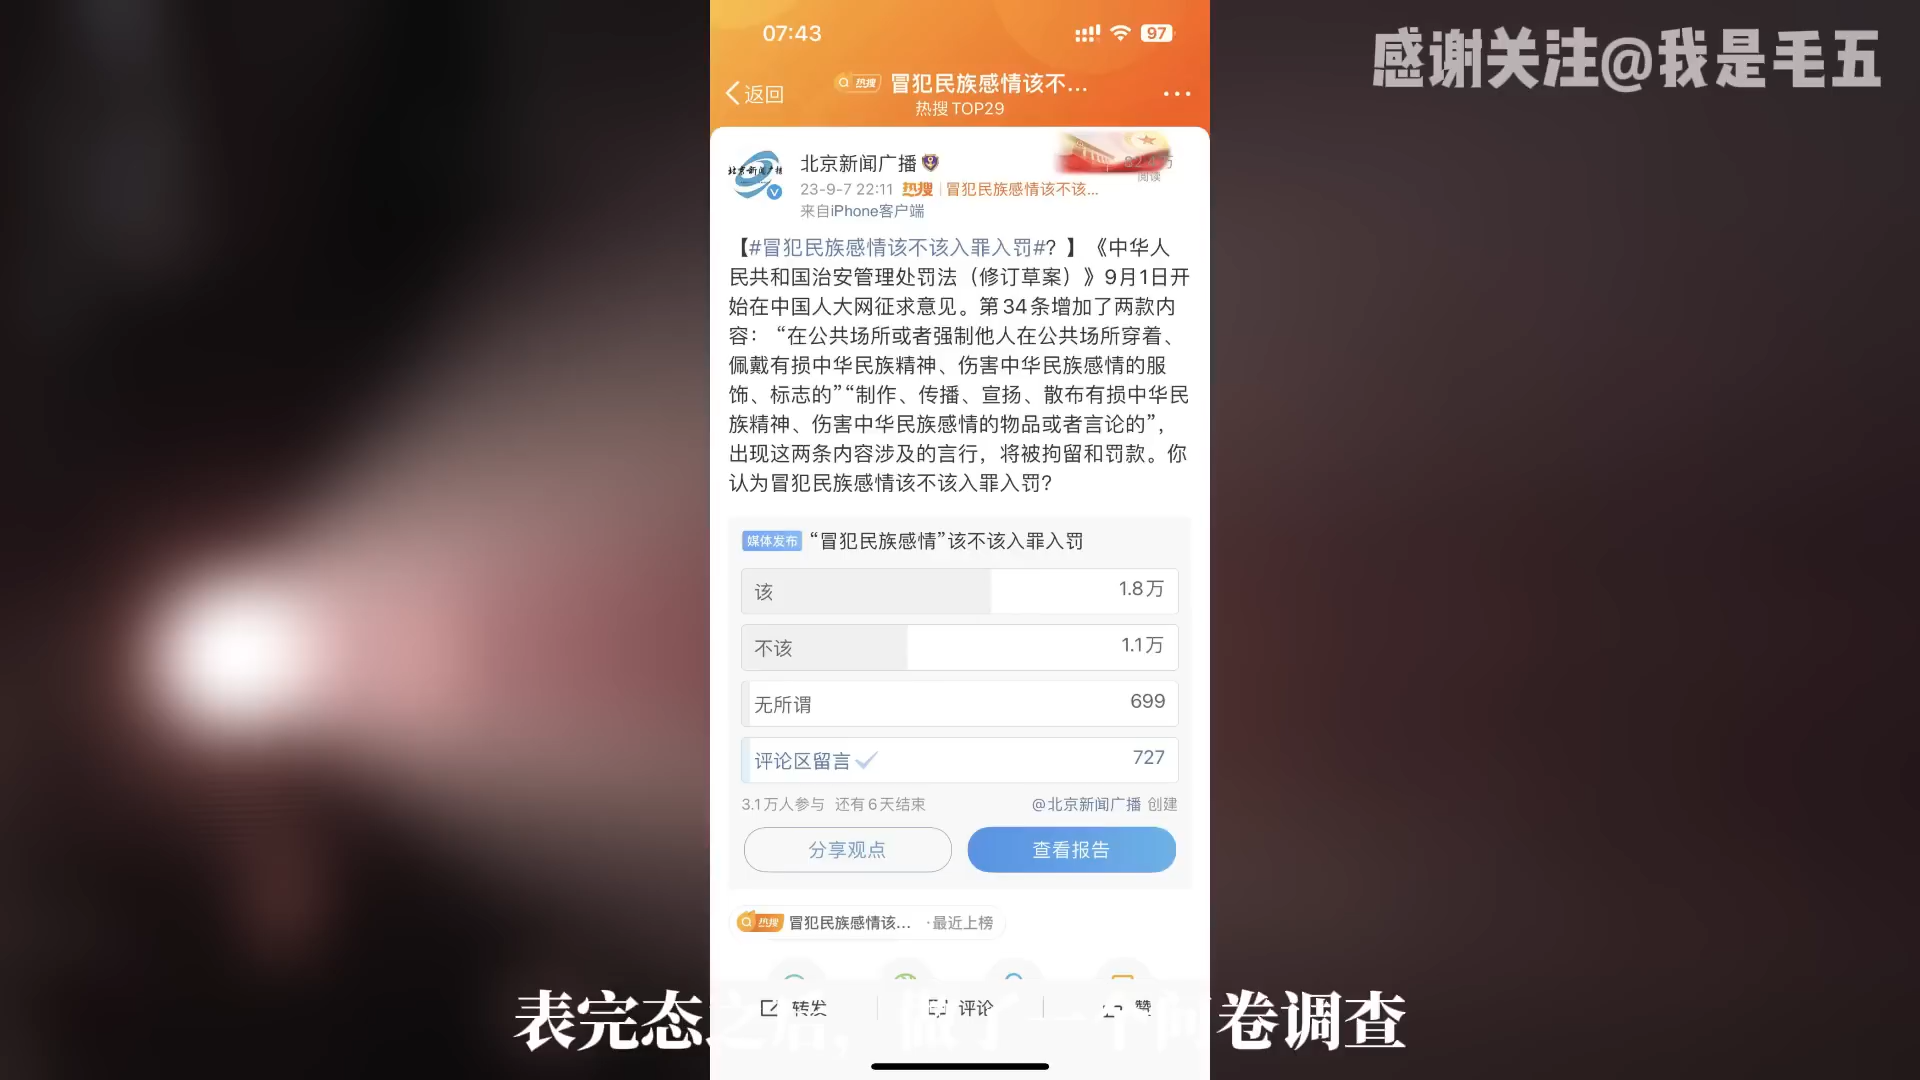 感谢关注@我是毛五
07:43
97
返回
热搜 冒犯民族感情该不...
热搜 TOP29
北京新闻广播
阅读
23-9-7 22:11 热搜 | 冒犯民族感情该不该...
来自iPhone客户端
【#冒犯民族感情该不该入罪入罚#？】《中华人
民共和国治安管理处罚法（修订草案）》9月1日开
始在中国人大网征求意见。第34条增加了两款内
容：“在公共场所或者强制他人在公共场所穿着、
佩戴有损中华民族精神、伤害中华民族感情的服
饰、标志的”“制作、传播、宣扬、散布有损中华民
族精神、伤害中华民族感情的物品或者言论的”，
出现这两条内容涉及的言行，将被拘留和罚款。你
认为冒犯民族感情该不该入罪入罚?
媒体发布 “冒犯民族感情”该不该入罪入罚
该 1.8万
不该 1.1万
无所谓 699
评论区留言 727
3.1万人参与 还有6天结束 @北京新闻广播 创建
分享观点 查看报告
热搜 冒犯民族感情该... ·最近上榜
转发 评论 赞
表完态之后，做了一个问卷调查